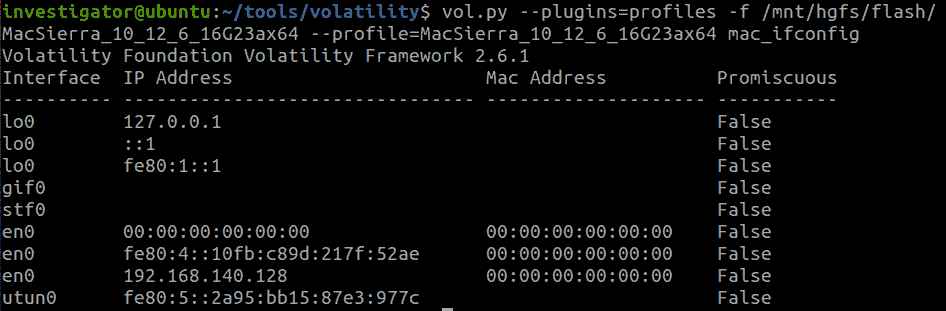 investigator@ubuntu:~/tools/volatility$ vol.py --plugins=profiles -f /mnt/hgfs/flash/
MacSierra_10_12_6_16G23ax64 --profile=MacSierra_10_12_6_16G23ax64 mac_ifconfig
Volatility Foundation Volatility Framework 2.6.1
Interface IP Address Mac Address Promiscuous
---------- -------------------------------- -------------------- -----------
lo0 127.0.0.1 False
lo0 ::1 False
lo0 fe80:1::1 False
gif0 False
stf0 False
en0 00:00:00:00:00:00 00:00:00:00:00:00 False
en0 fe80:4::10fb:c89d:217f:52ae 00:00:00:00:00:00 False
en0 192.168.140.128 00:00:00:00:00:00 False
utun0 fe80:5::2a95:bb15:87e3:977c False